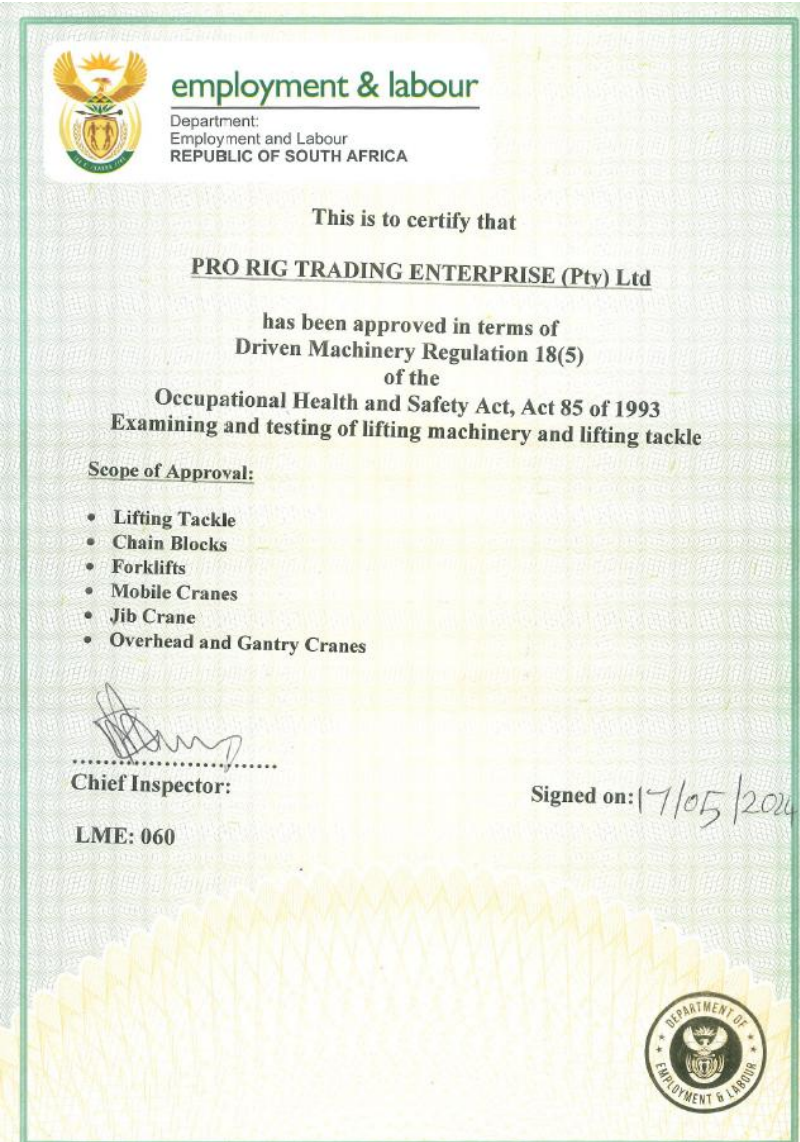 employment & labour
Department:
Employment and Labour
REPUBLIC OF SOUTH AFRICA
This is to certify that
PRO RIG TRADING ENTERPRISE (Pty) Ltd
has been approved in terms of
Driven Machinery Regulation 18(5)
of the
Occupational Health and Safety Act, Act 85 of 1993
Examining and testing of lifting machinery and lifting tackle
Scope of Approval:
• Lifting Tackle
• Chain Blocks
• Forklifts
• Mobile Cranes
• Jib Crane
• Overhead and Gantry Cranes
Chief Inspector:
Signed on: 17/05/2024
LME: 060
DEPARTMENT OF
EMPLOYMENT & LABOUR